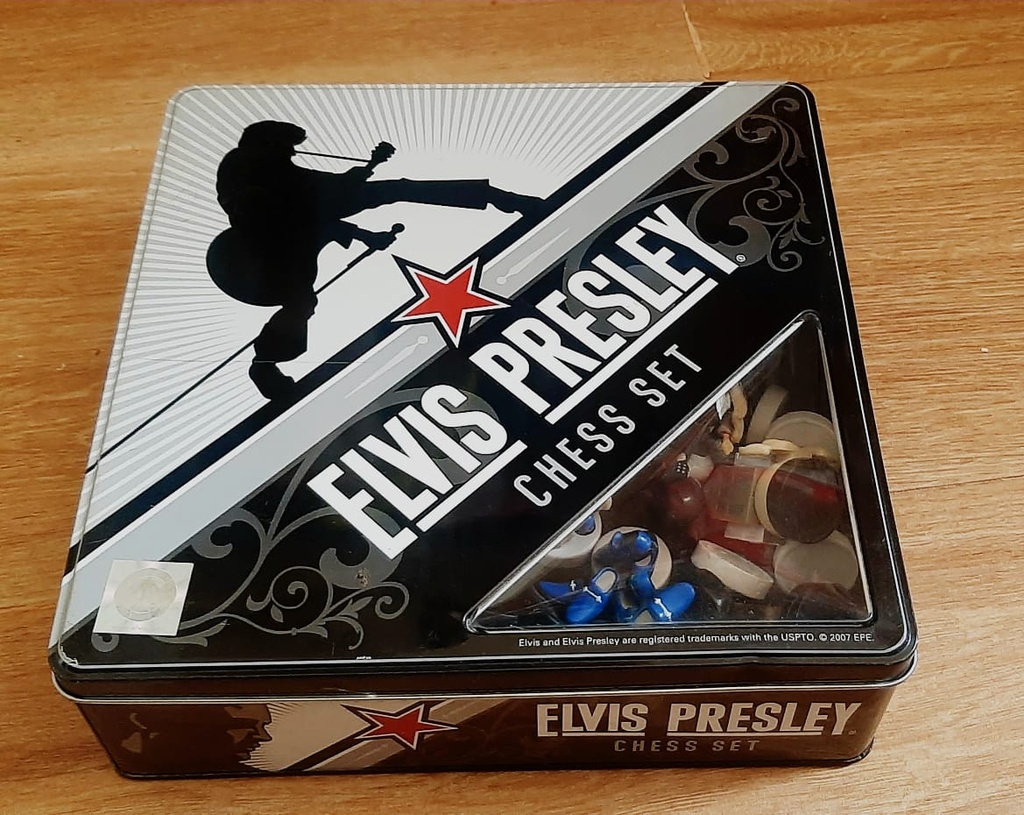 ELVIS PRESLEY®
CHESS SET
Elvis and Elvis Presley are registered trademarks with the USPTO. © 2007 EPE.
ELVIS PRESLEY®
CHESS SET